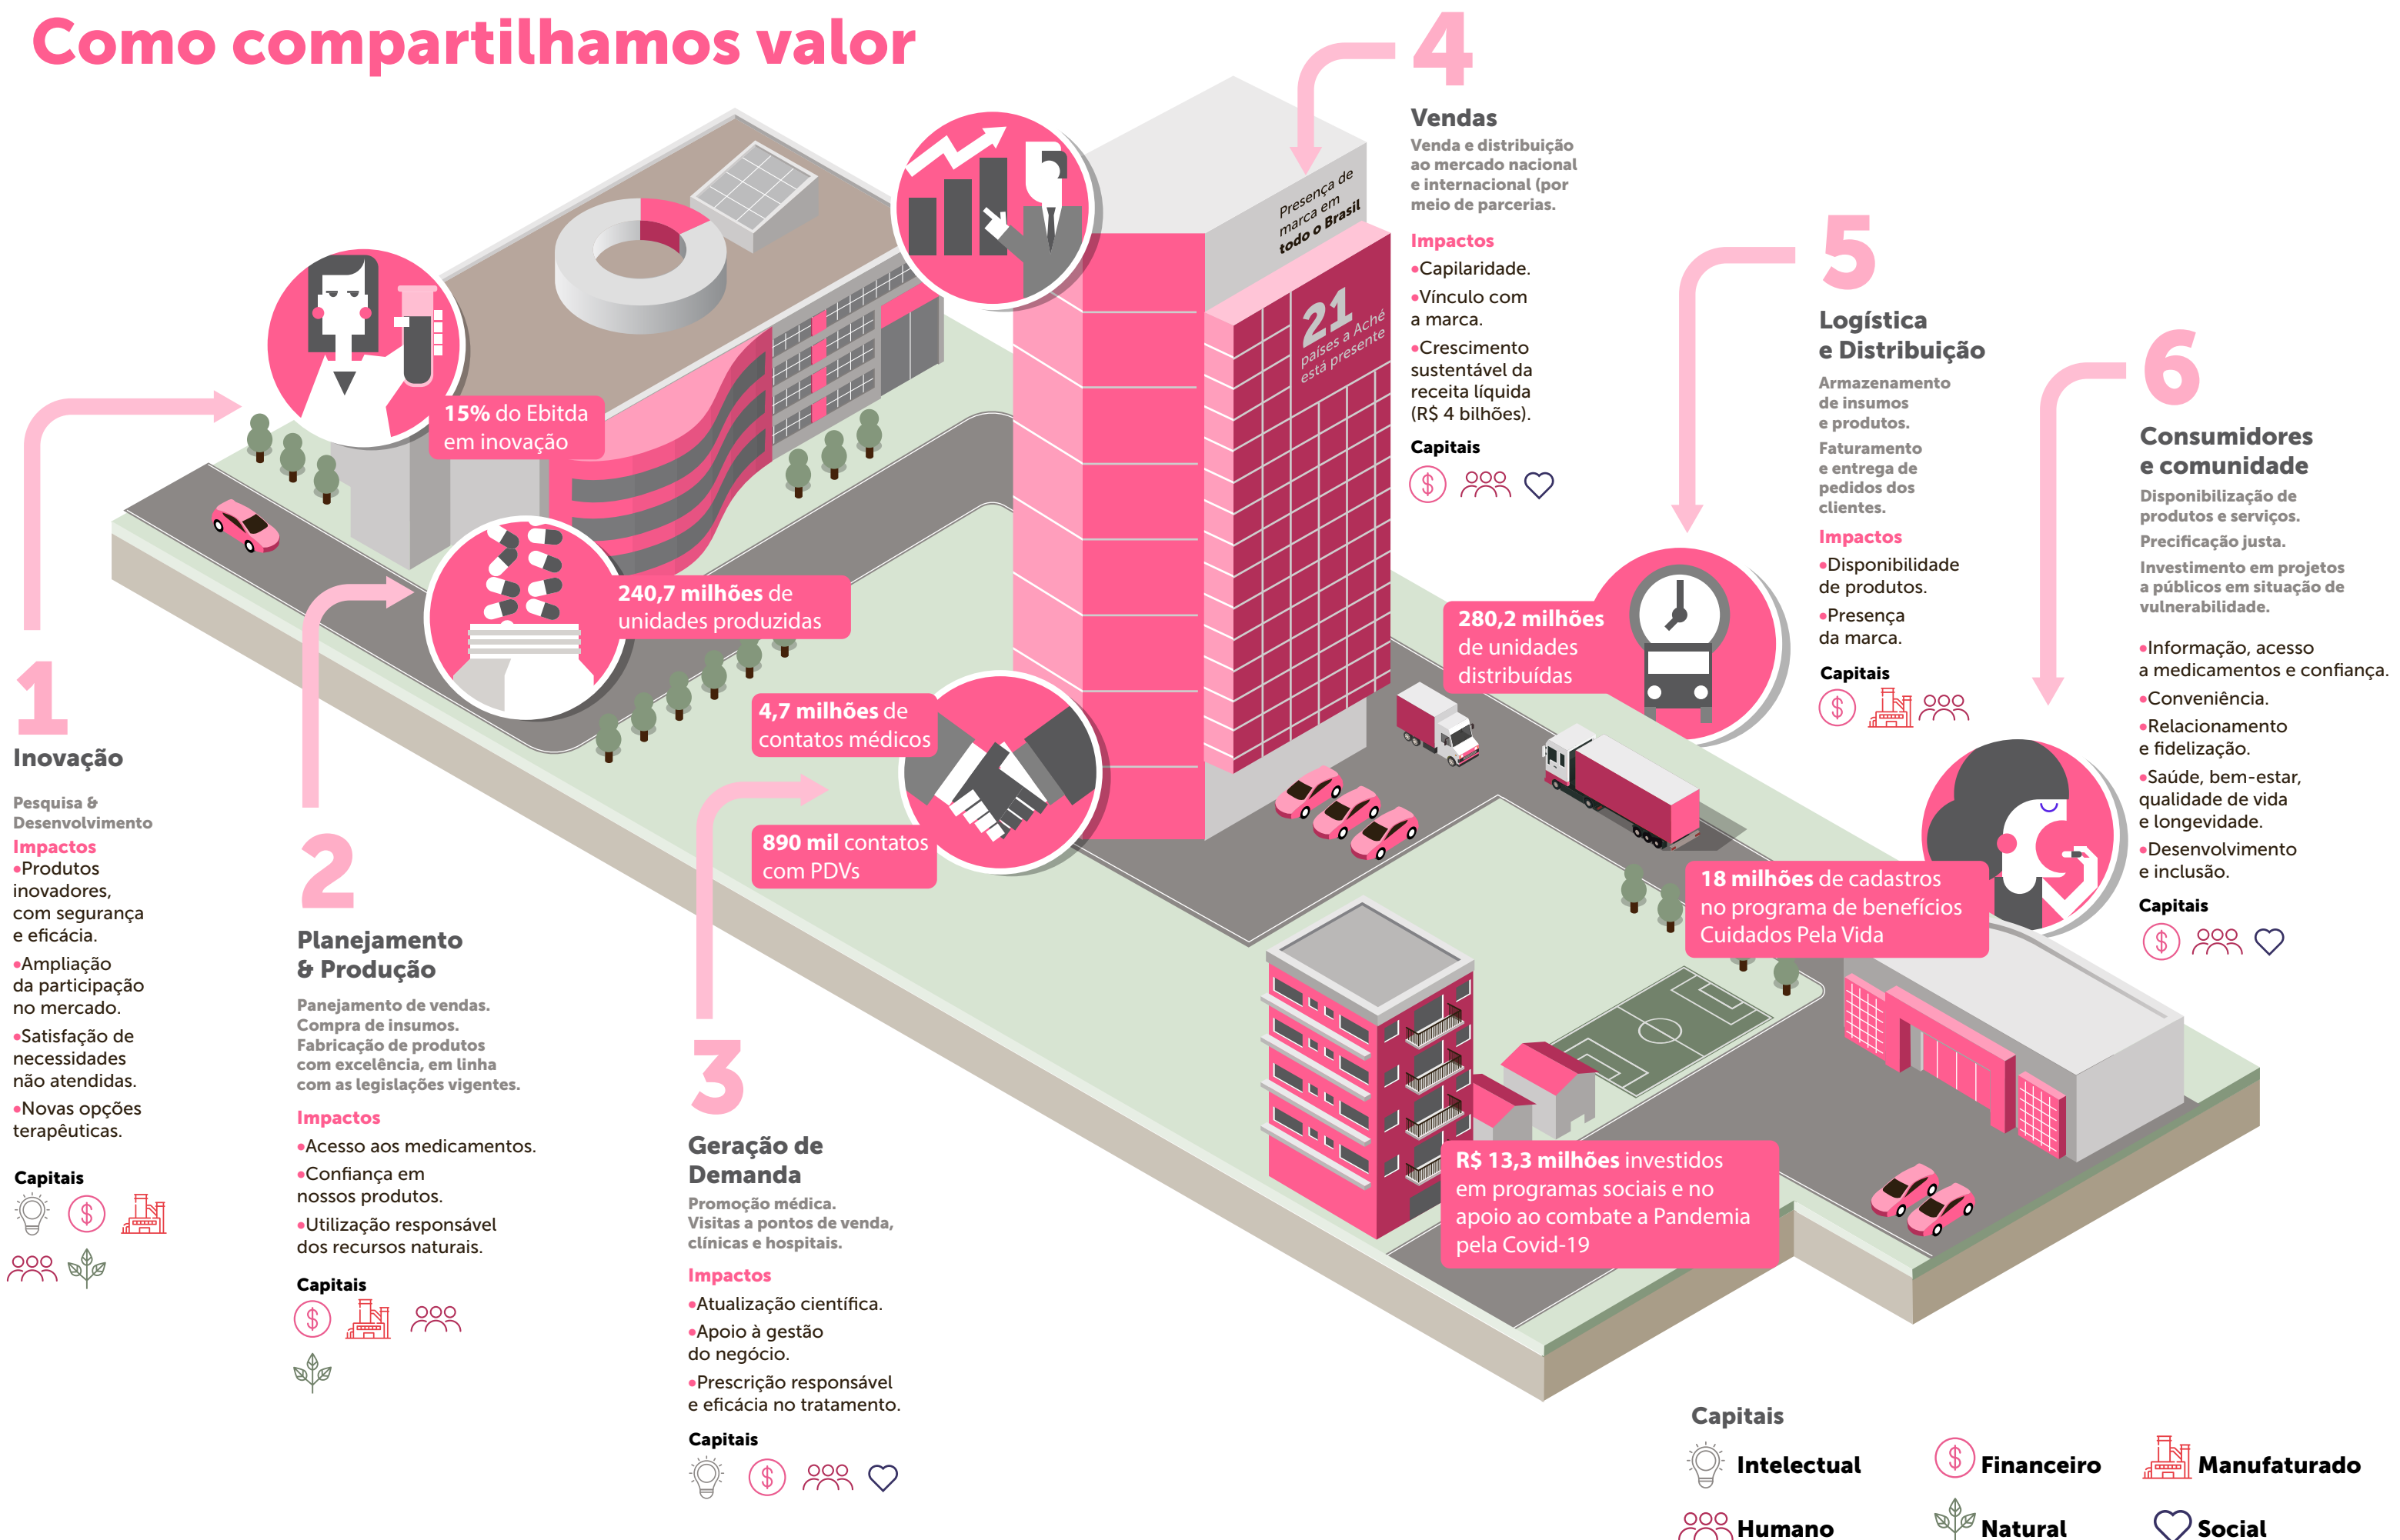 Como compartilhamos valor
1
Inovação
Pesquisa &
Desenvolvimento
Impactos
•Produtos
inovadores,
com segurança
e eficácia.
•Ampliação
da participação
no mercado.
•Satisfação de
necessidades
não atendidas.
•Novas opções
terapêuticas.
Capitais
15% do Ebitda
em inovação
2
Planejamento
& Produção
Panejamento de vendas.
Compra de insumos.
Fabricação de produtos
com excelência, em linha
com as legislações vigentes.
Impactos
•Acesso aos medicamentos.
•Confiança em
nossos produtos.
•Utilização responsável
dos recursos naturais.
Capitais
240,7 milhões de
unidades produzidas
3
Geração de
Demanda
Promoção médica.
Visitas a pontos de venda,
clínicas e hospitais.
Impactos
•Atualização científica.
•Apoio à gestão
do negócio.
•Prescrição responsável
e eficácia no tratamento.
Capitais
4,7 milhões de
contatos médicos
890 mil contatos
com PDVs
4
Vendas
Venda e distribuição
ao mercado nacional
e internacional (por
meio de parcerias.
Impactos
•Capilaridade.
•Vínculo com
a marca.
•Crescimento
sustentável da
receita líquida
(R$ 4 bilhões).
Capitais
Presença de
marca em
todo o Brasil
21
países a Aché
está presente
5
Logística
e Distribuição
Armazenamento
de insumos
e produtos.
Faturamento
e entrega de
pedidos dos
clientes.
Impactos
•Disponibilidade
de produtos.
•Presença
da marca.
Capitais
280,2 milhões
de unidades
distribuídas
6
Consumidores
e comunidade
Disponibilização de
produtos e serviços.
Precificação justa.
Investimento em projetos
a públicos em situação de
vulnerabilidade.
•Informação, acesso
a medicamentos e confiança.
•Conveniência.
•Relacionamento
e fidelização.
•Saúde, bem-estar,
qualidade de vida
e longevidade.
•Desenvolvimento
e inclusão.
Capitais
18 milhões de cadastros
no programa de benefícios
Cuidados Pela Vida
R$ 13,3 milhões investidos
em programas sociais e no
apoio ao combate a Pandemia
pela Covid-19
Capitais
Intelectual
Financeiro
Manufaturado
Humano
Natural
Social